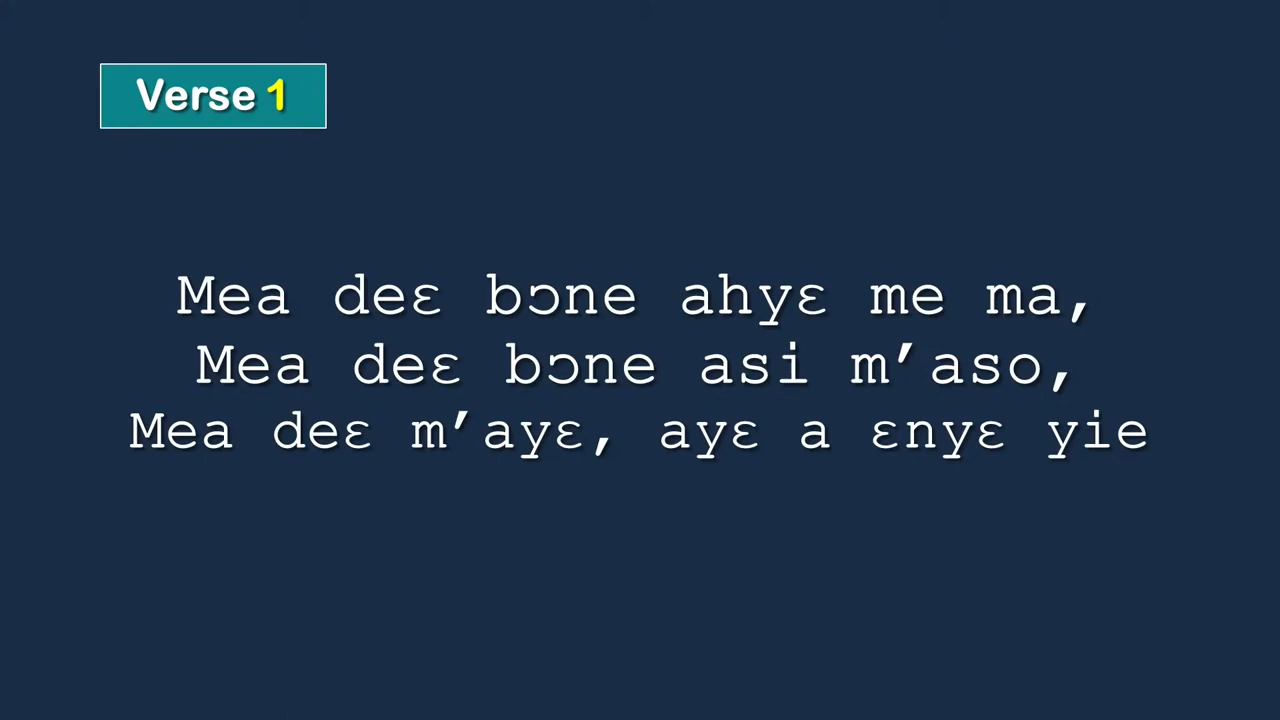 Verse 1
Mea deɛ bɔne ahyɛ me ma,
Mea deɛ bɔne asi m’aso,
Mea deɛ m’ayɛ, ayɛ a ɛnyɛ yie